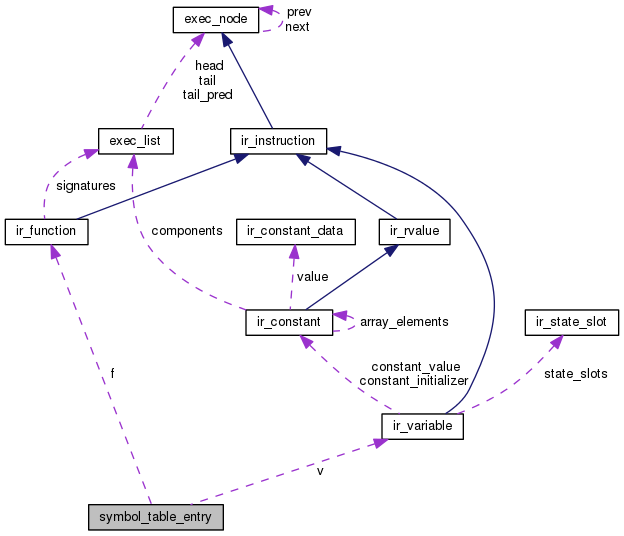 exec_node
prev
next
head
tail
tail_pred
exec_list
ir_instruction
signatures
ir_function
components
ir_constant_data
ir_rvalue
value
ir_constant
array_elements
ir_state_slot
constant_value
constant_initializer
state_slots
f
ir_variable
v
symbol_table_entry